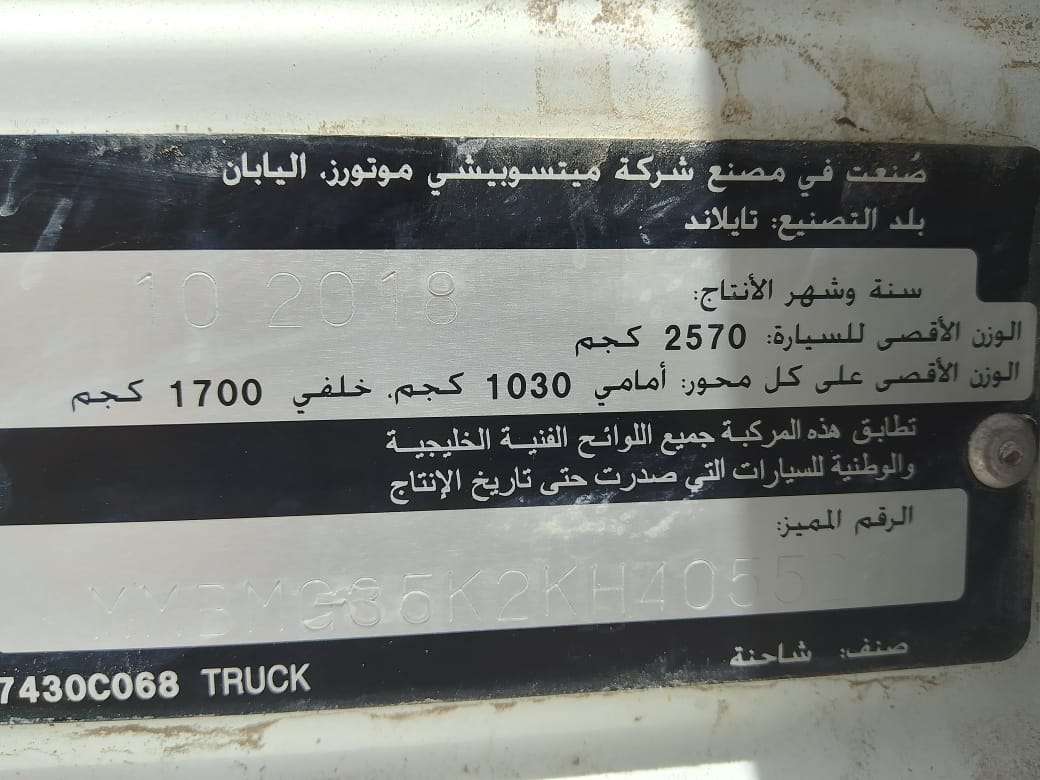 صُنعت في مصنع شركة ميتسوبيشي موتورز. اليابان
بلد التصنيع: تايلاند
سنة وشهر الأنتاج: 10 2018
الوزن الأقصى للسيارة: 2570 كجم
الوزن الأقصى على كل محور: أمامي 1030 كجم. خلفي 1700 كجم
تطابق هذه المركبة جميع اللوائح الفنية الخليجية
والوطنية للسيارات التي صدرت حتى تاريخ الإنتاج
الرقم المميز:
صنف: شاحنة
7430C068 TRUCK